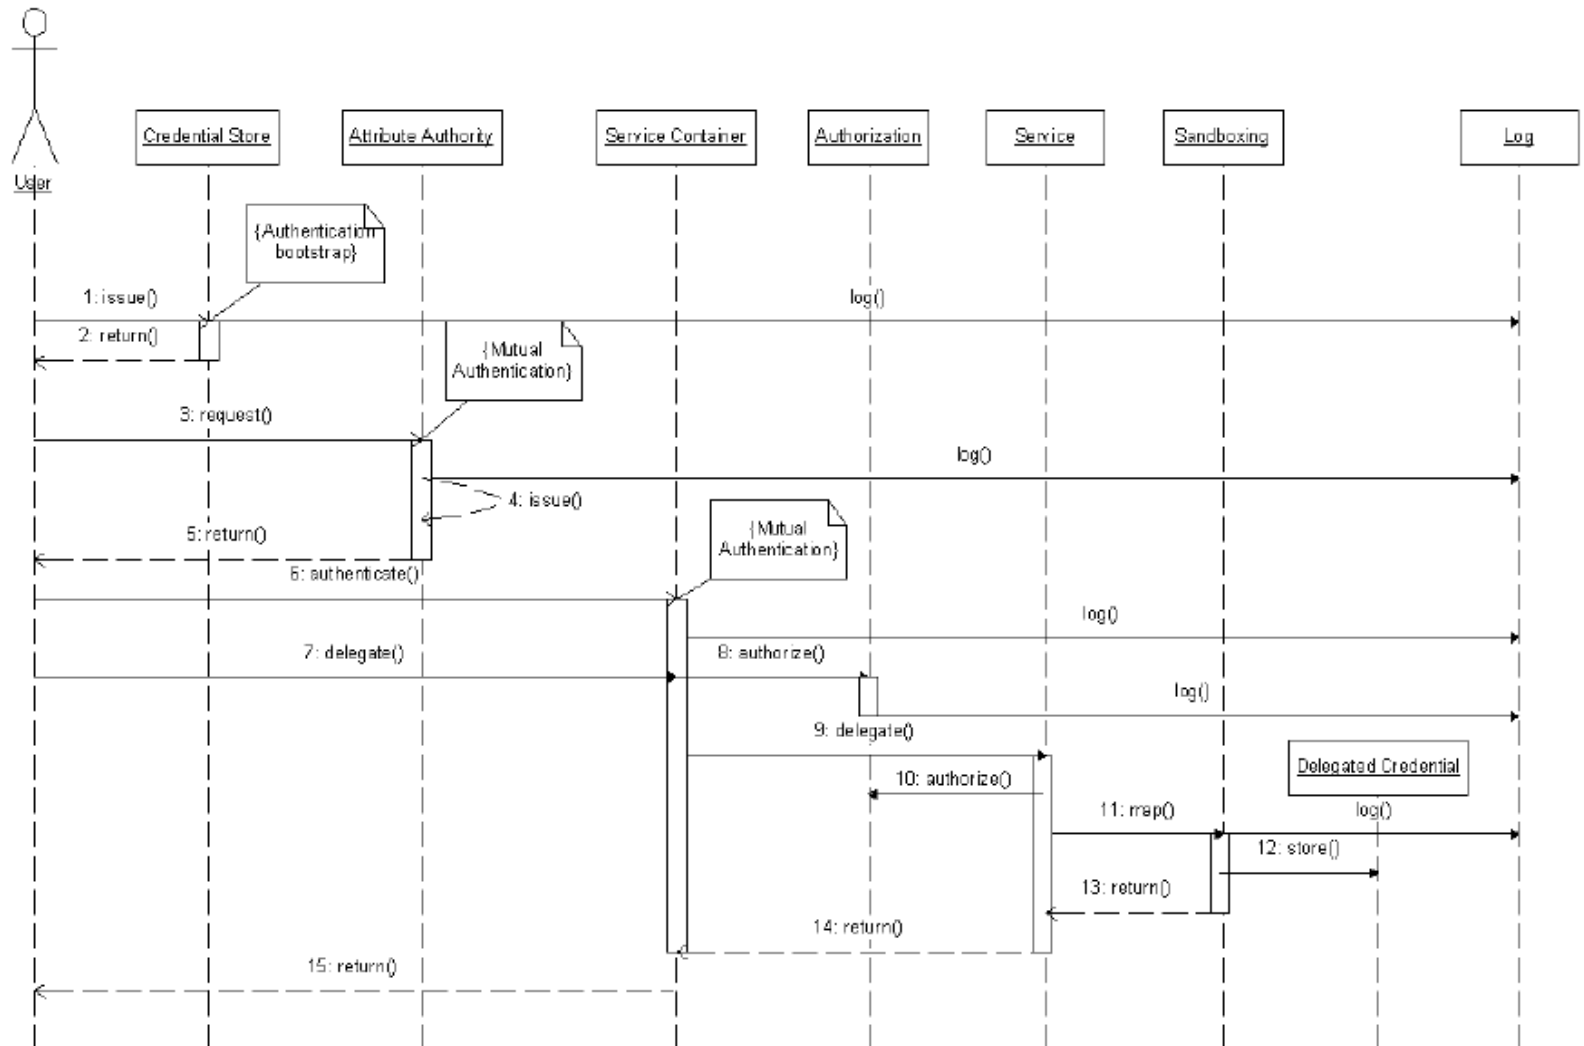 User
Credential Store
Attribute Authority
Service Container
Authorization
Service
Sandboxing
Log
{Authentication
bootstrap}
1: issue()
log()
2: return()
{Mutual
Authentication}
3: request()
log()
4: issue()
{Mutual
Authentication}
5: return()
6: authenticate()
log()
7: delegate()
8: authorize()
log()
9: delegate()
Delegated Credential
10: authorize()
11: map()
log()
12: store()
13: return()
14: return()
15: return()